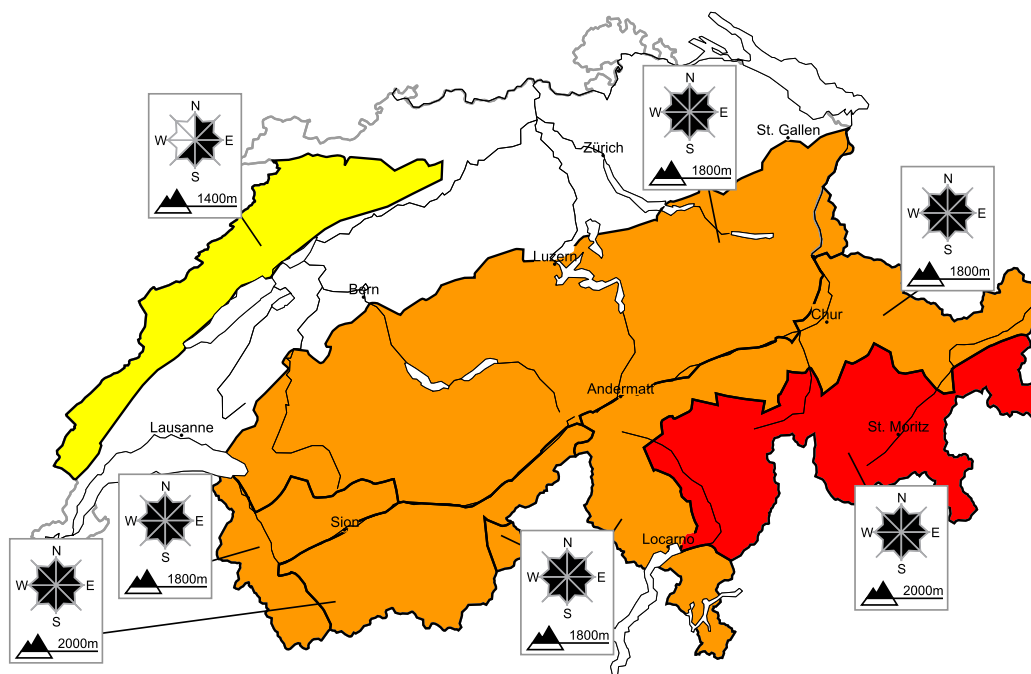 N
W E
S
1400m
N
W E
S
1800m
St. Gallen
Zürich
N
W E
S
1800m
Luzern
Bern
Chur
Andermatt
Lausanne
St. Moritz
N
W E
S
1800m
Sion
N
W E
S
2000m
Locarno
N
W E
S
2000m
N
W E
S
1800m